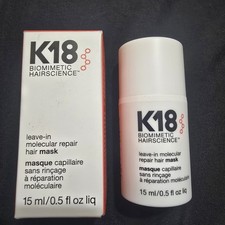 K18
BIOMIMETIC
HAIRSCIENCE™
leave-in
molecular repair
hair mask
masque capillaire
sans rinçage
à réparation
moléculaire
15 ml/0.5 fl oz liq
K18
BIOMIMETIC
HAIRSCIENCE™
leave-in molecular
repair hair mask
masque capillaire
sans rinçage
à réparation
moléculaire
15 ml/0.5 fl oz liq